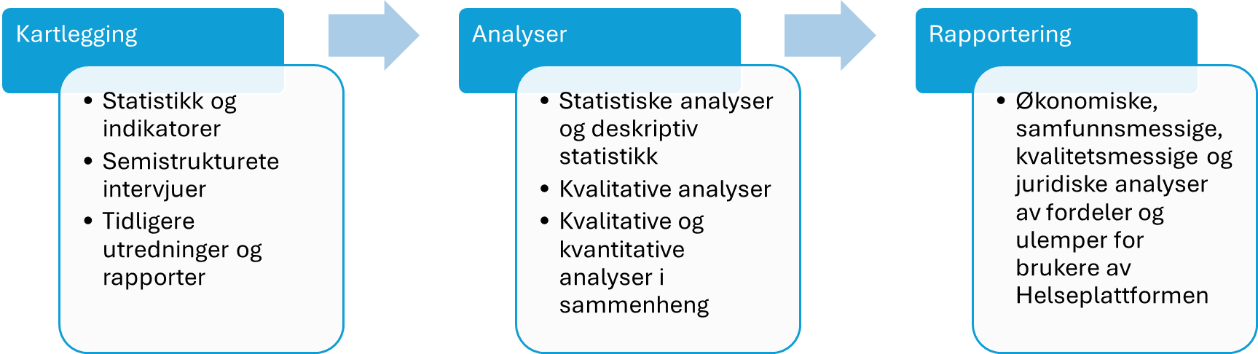 Kartlegging
• Statistikk og
indikatorer
• Semistrukturete
intervjuer
• Tidligere
utredninger og
rapporter
Analyser
• Statistiske analyser
og deskriptiv
statistikk
• Kvalitative analyser
• Kvalitative og
kvantitative
analyser i
sammenheng
Rapportering
• Økonomiske,
samfunnsmessige,
kvalitetsmessige og
juridiske analyser
av fordeler og
ulemper for
brukere av
Helseplattformen